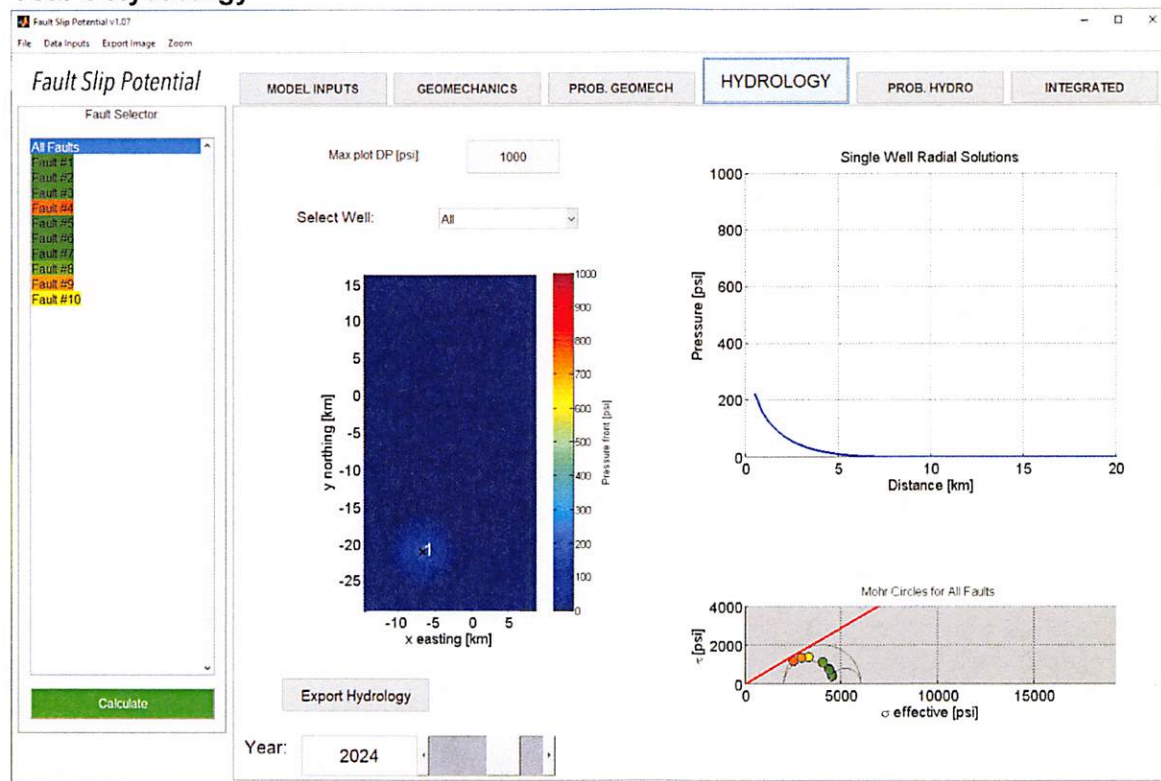 Fault Slip Potential v1.07
File Data Inputs Export Image Zoom
Fault Slip Potential
MODEL INPUTS
GEOMECHANICS
PROB. GEOMECH
HYDROLOGY
PROB. HYDRO
INTEGRATED
Fault Selector
All Faults
Fault #1
Fault #2
Fault #3
Fault #4
Fault #5
Fault #6
Fault #7
Fault #8
Fault #9
Fault #10
Calculate
Max plot DP [psi]
1000
Select Well:
All
15
10
5
0
-5
-10
-15
-20
-25
y northing [km]
1
-10 -5 0 5
x easting [km]
1000
900
800
700
600
500
400
300
200
100
0
Pressure front [psi]
Export Hydrology
Year:
2024
Single Well Radial Solutions
1000
800
600
400
200
0
Pressure [psi]
0 5 10 15 20
Distance [km]
Mohr Circles for All Faults
4000
2000
0
τ [psi]
0 5000 10000 15000
σ effective [psi]